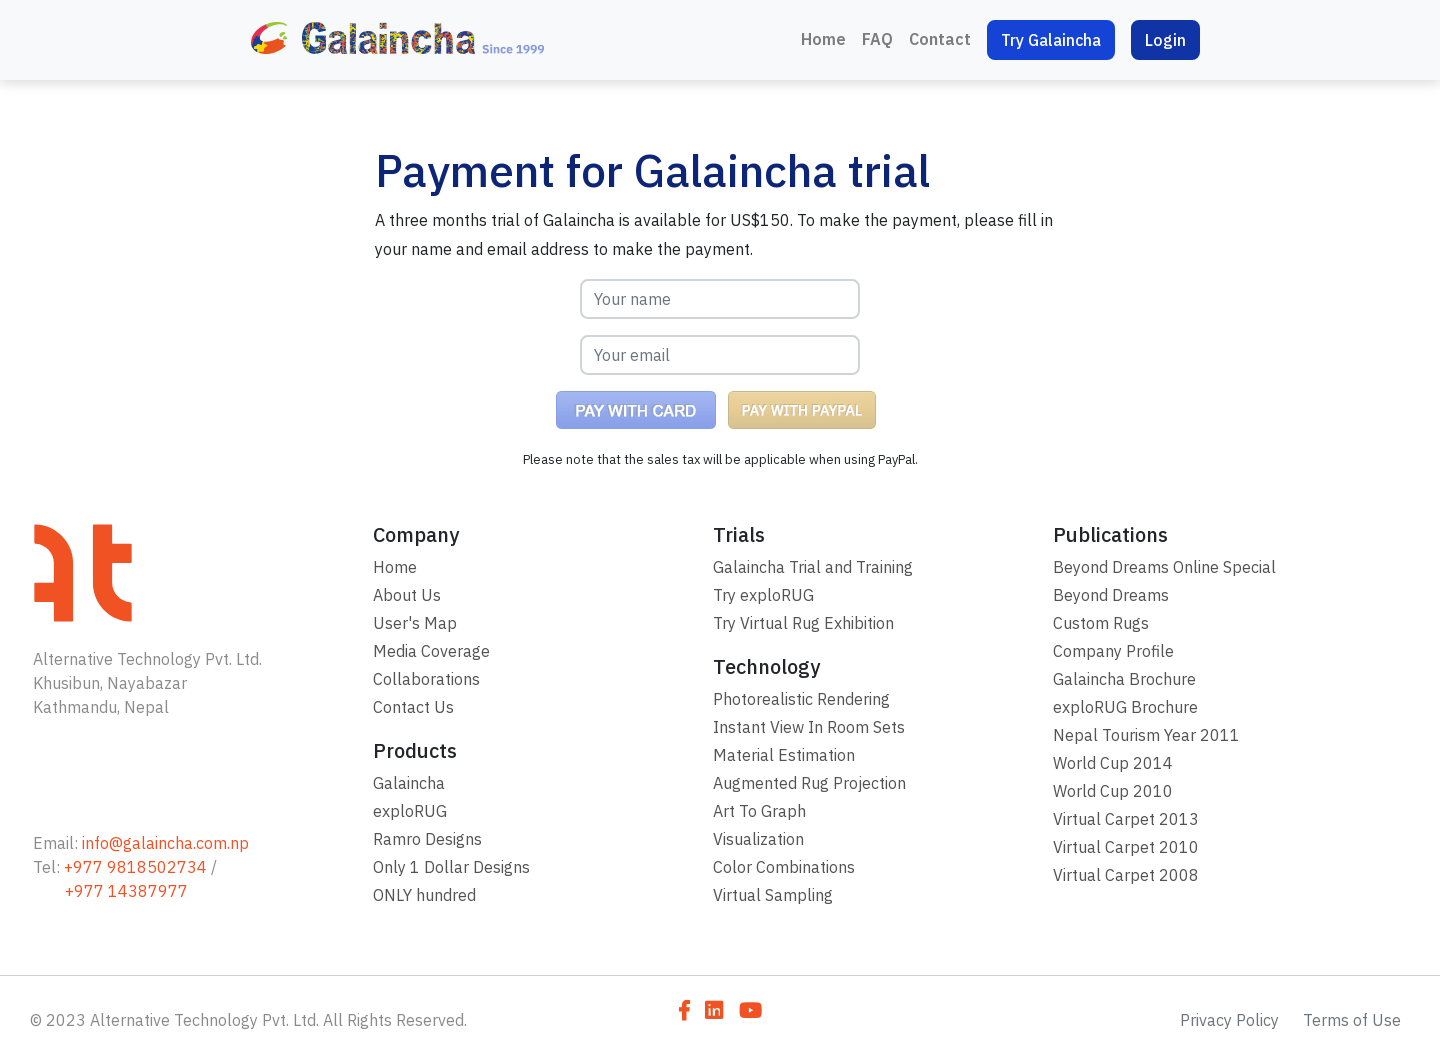 Galaincha Since 1999
Home FAQ Contact Try Galaincha Login
Payment for Galaincha trial
A three months trial of Galaincha is available for US$150. To make the payment, please fill in
your name and email address to make the payment.
Your name
Your email
PAY WITH CARD PAY WITH PAYPAL
Please note that the sales tax will be applicable when using PayPal.
Alternative Technology Pvt. Ltd.
Khusibun, Nayabazar
Kathmandu, Nepal
Email: info@galaincha.com.np
Tel: +977 9818502734 /
+977 14387977
Company
Home
About Us
User's Map
Media Coverage
Collaborations
Contact Us
Products
Galaincha
exploRUG
Ramro Designs
Only 1 Dollar Designs
ONLY hundred
Trials
Galaincha Trial and Training
Try exploRUG
Try Virtual Rug Exhibition
Technology
Photorealistic Rendering
Instant View In Room Sets
Material Estimation
Augmented Rug Projection
Art To Graph
Visualization
Color Combinations
Virtual Sampling
Publications
Beyond Dreams Online Special
Beyond Dreams
Custom Rugs
Company Profile
Galaincha Brochure
exploRUG Brochure
Nepal Tourism Year 2011
World Cup 2014
World Cup 2010
Virtual Carpet 2013
Virtual Carpet 2010
Virtual Carpet 2008
© 2023 Alternative Technology Pvt. Ltd. All Rights Reserved.
Privacy Policy Terms of Use